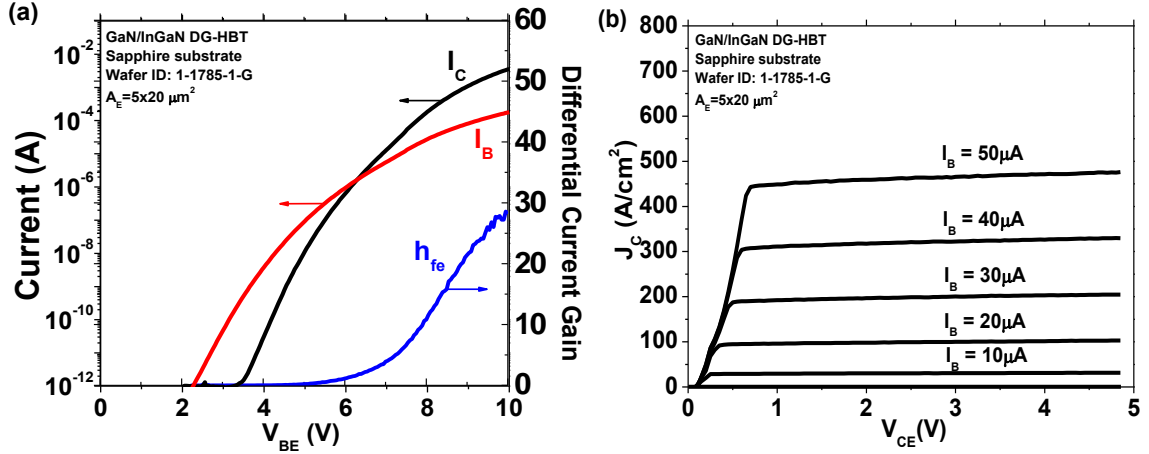 (a)
GaN/InGaN DG-HBT
Sapphire substrate
Wafer ID: 1-1785-1-G
A_E=5x20 μm²
I_C
I_B
h_fe
Current (A)
10⁻²
10⁻⁴
10⁻⁶
10⁻⁸
10⁻¹⁰
10⁻¹²
0 2 4 6 8 10
V_BE (V)
60
50
40
30
20
10
0
Differential Current Gain
(b)
GaN/InGaN DG-HBT
Sapphire substrate
Wafer ID: 1-1785-1-G
A_E=5x20 μm²
I_B = 50μA
I_B = 40μA
I_B = 30μA
I_B = 20μA
I_B = 10μA
J_C (A/cm²)
800
700
600
500
400
300
200
100
0
0 1 2 3 4 5
V_CE(V)